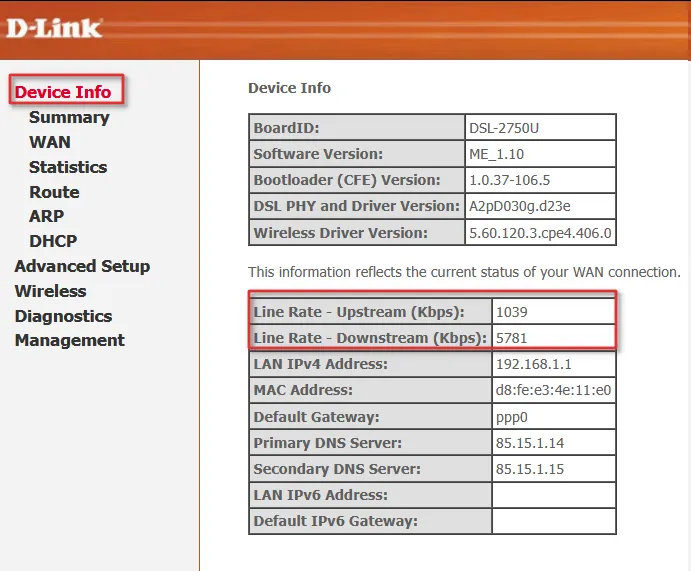 D-Link
Device Info
Summary
WAN
Statistics
Route
ARP
DHCP
Advanced Setup
Wireless
Diagnostics
Management
Device Info
BoardID: DSL-2750U
Software Version: ME_1.10
Bootloader (CFE) Version: 1.0.37-106.5
DSL PHY and Driver Version: A2pD030g.d23e
Wireless Driver Version: 5.60.120.3.cpe4.406.0
This information reflects the current status of your WAN connection.
Line Rate - Upstream (Kbps): 1039
Line Rate - Downstream (Kbps): 5781
LAN IPv4 Address: 192.168.1.1
MAC Address: d8:fe:e3:4e:11:e0
Default Gateway: ppp0
Primary DNS Server: 85.15.1.14
Secondary DNS Server: 85.15.1.15
LAN IPv6 Address:
Default IPv6 Gateway: